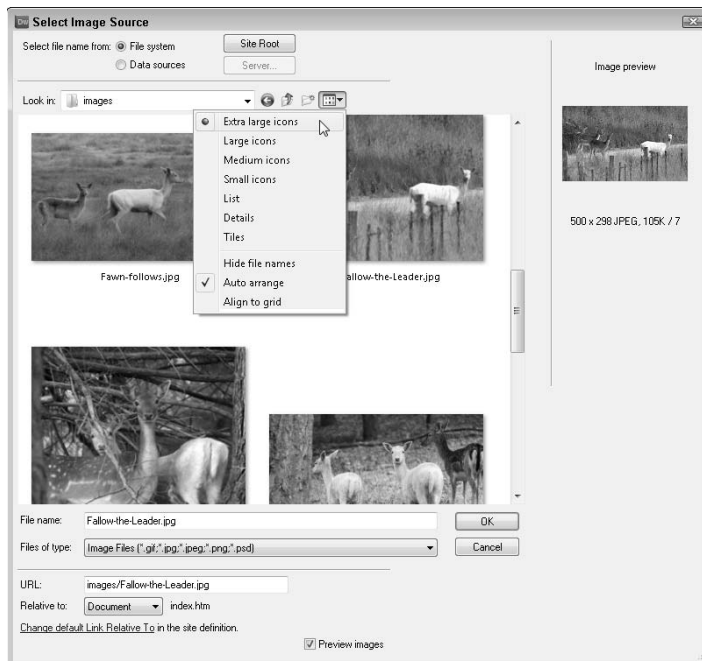 Dw Select Image Source
Select file name from: File system Site Root
Data sources Server...
Image preview
Look in: images
Extra large icons
Large icons
Medium icons
Small icons
List
Details
Tiles
Hide file names
Auto arrange
Align to grid
500 x 298 JPEG, 105K / 7
Fawn-follows.jpg allow-the-Leader.jpg
File name: Fallow-the-Leader.jpg OK
Files of type: Image Files (*.gif;*.jpg;*.jpeg;*.png;*.psd) Cancel
URL: images/Fallow-the-Leader.jpg
Relative to: Document index.htm
Change default Link Relative To in the site definition.
Preview images